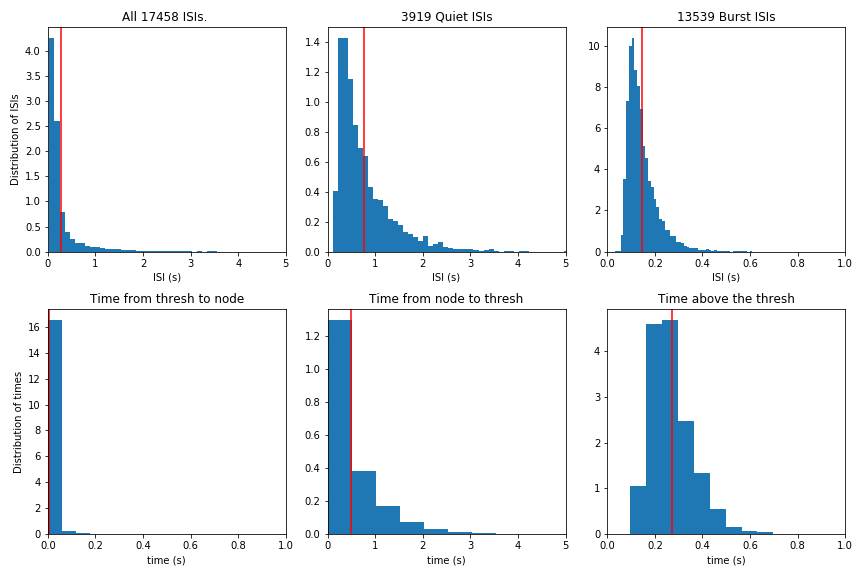 All 17458 ISIs.
3919 Quiet ISIs
13539 Burst ISIs
Distribution of ISIs
4.0
3.5
3.0
2.5
2.0
1.5
1.0
0.5
0.0
0 1 2 3 4 5
ISI (s)
1.4
1.2
1.0
0.8
0.6
0.4
0.2
0.0
0 1 2 3 4 5
ISI (s)
10
8
6
4
2
0
0.0 0.2 0.4 0.6 0.8 1.0
ISI (s)
Time from thresh to node
Time from node to thresh
Time above the thresh
Distribution of times
16
14
12
10
8
6
4
2
0
0.0 0.2 0.4 0.6 0.8 1.0
time (s)
1.2
1.0
0.8
0.6
0.4
0.2
0.0
0 1 2 3 4 5
time (s)
4
3
2
1
0
0.0 0.2 0.4 0.6 0.8 1.0
time (s)